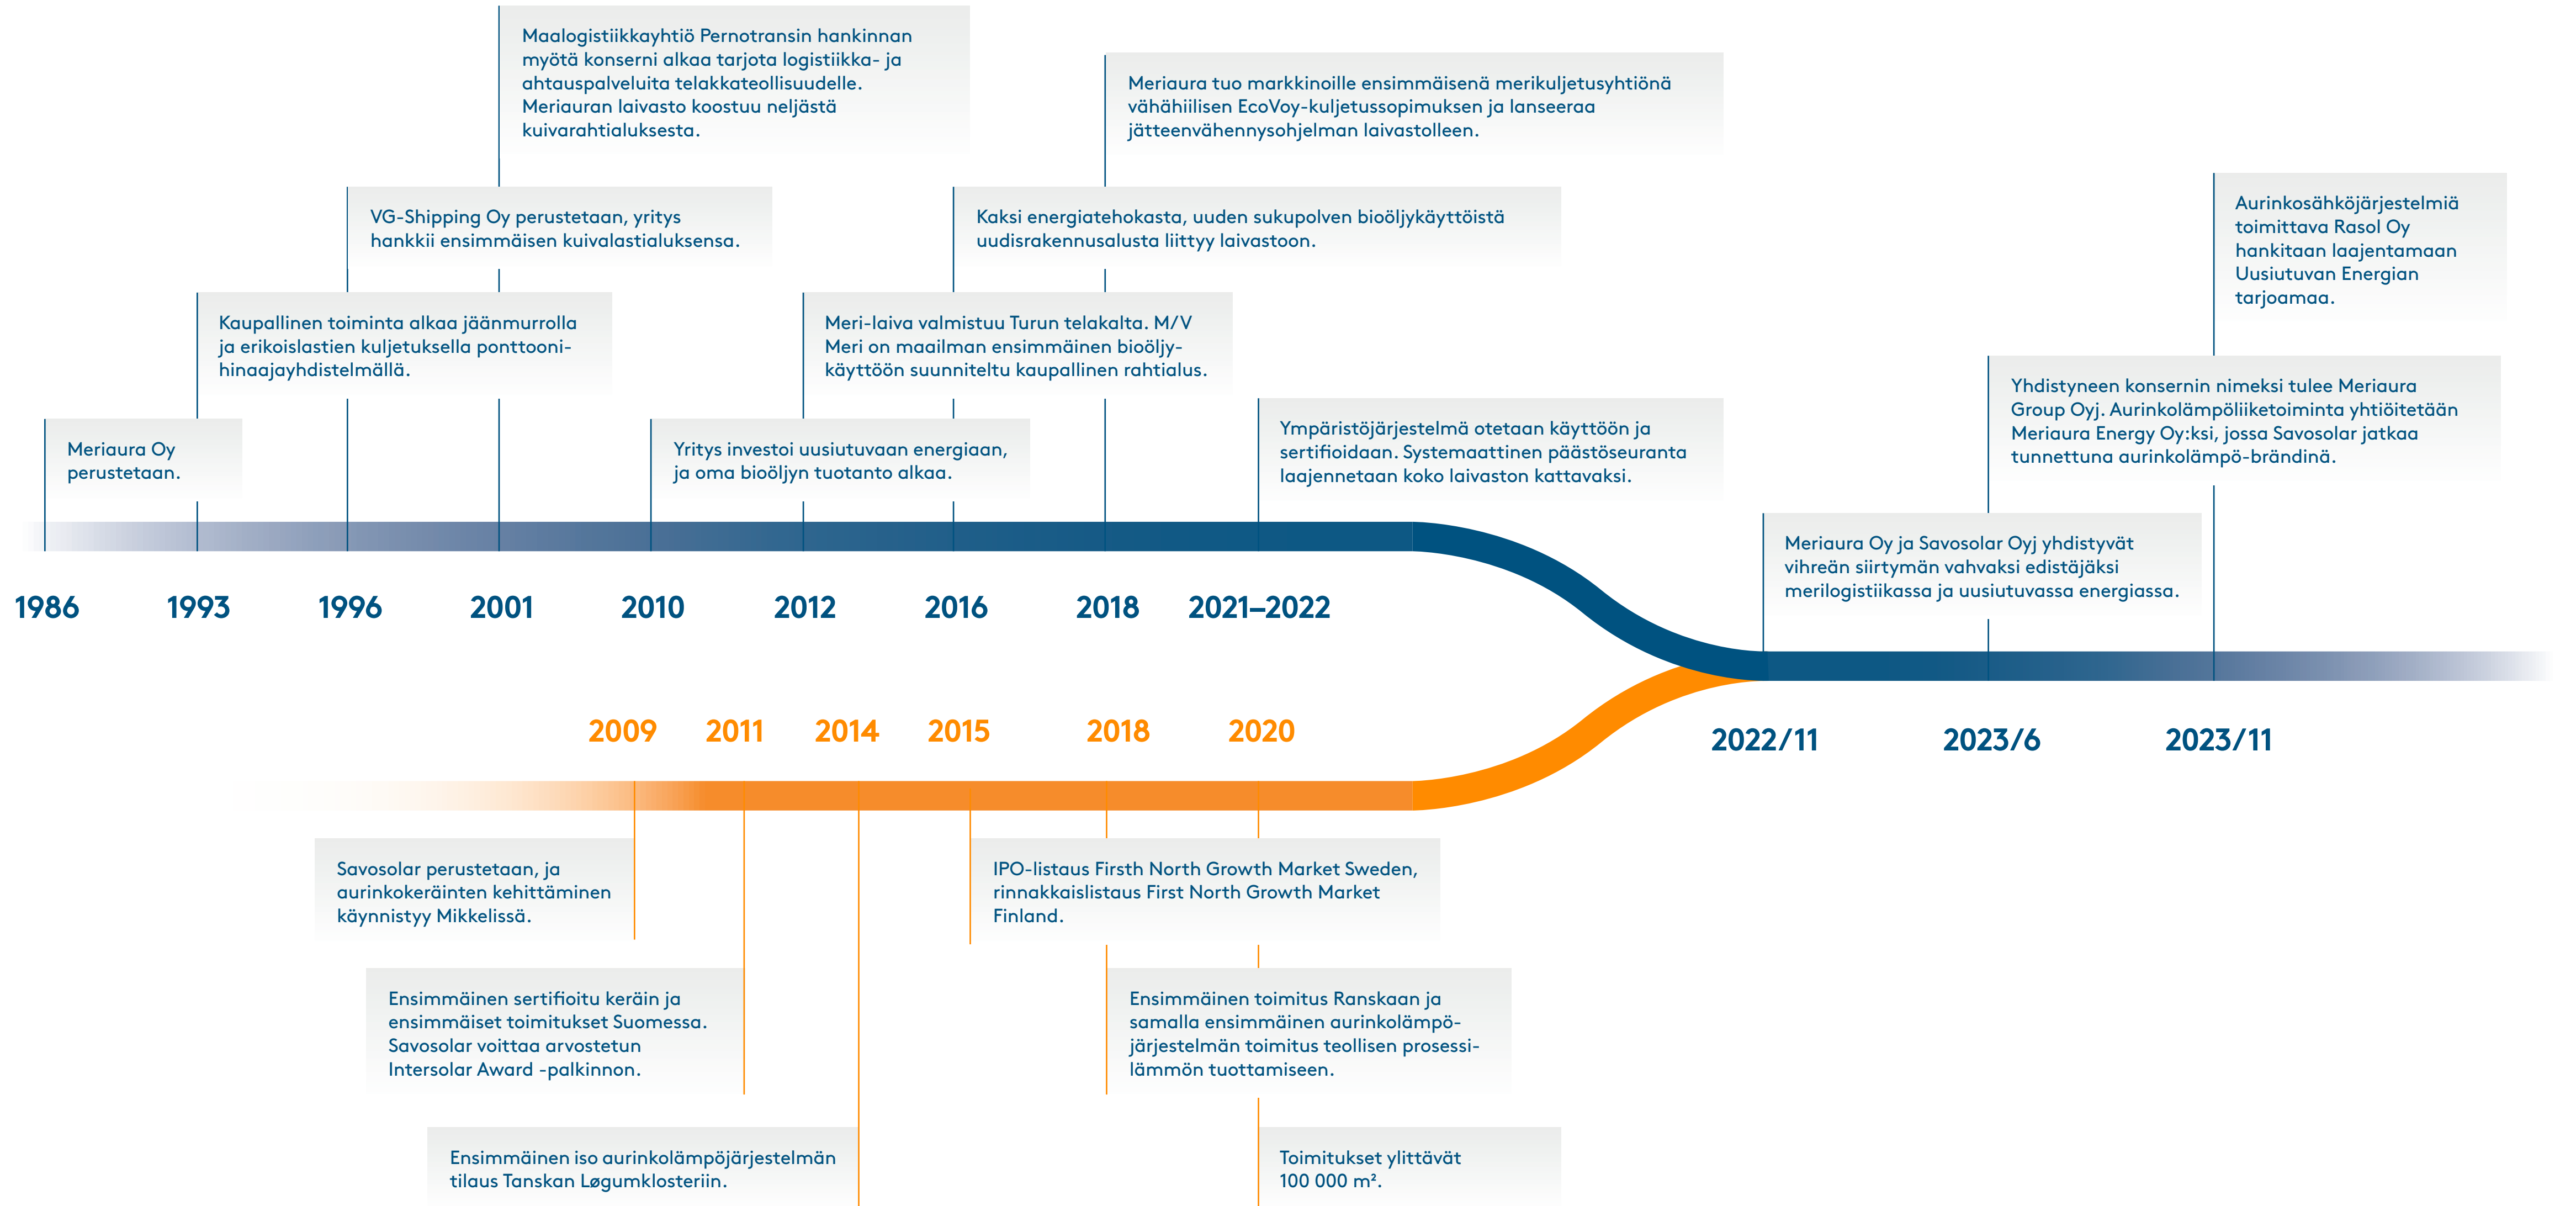 Maalogistiikkayhtiö Pernotransin hankinnan
myötä konserni alkaa tarjota logistiikka- ja
ahtauspalveluita telakkateollisuudelle.
Meriauran laivasto koostuu neljästä
kuivarahtialuksesta.
Meriaura tuo markkinoille ensimmäisenä merikuljetusyhtiönä
vähähiilisen EcoVoy-kuljetussopimuksen ja lanseeraa
jätteenvähennysohjelman laivastolleen.
VG-Shipping Oy perustetaan, yritys
hankkii ensimmäisen kuivalastialuksensa.
Kaksi energiatehokasta, uuden sukupolven bioöljykäyttöistä
uudisrakennusalusta liittyy laivastoon.
Aurinkosähköjärjestelmiä
toimittava Rasol Oy
hankitaan laajentamaan
Uusiutuvan Energian
tarjoamaa.
Kaupallinen toiminta alkaa jäänmurrolla
ja erikoislastien kuljetuksella ponttooni-
hinaajayhdistelmällä.
Meri-laiva valmistuu Turun telakalta. M/V
Meri on maailman ensimmäinen bioöljy-
käyttöön suunniteltu kaupallinen rahtialus.
Yhdistyneen konsernin nimeksi tulee Meriaura
Group Oyj. Aurinkolämpöliiketoiminta yhtiöitetään
Meriaura Energy Oy:ksi, jossa Savosolar jatkaa
tunnettuna aurinkolämpö-brändinä.
Meriaura Oy
perustetaan.
Yritys investoi uusiutuvaan energiaan,
ja oma bioöljyn tuotanto alkaa.
Ympäristöjärjestelmä otetaan käyttöön ja
sertifioidaan. Systemaattinen päästöseuranta
laajennetaan koko laivaston kattavaksi.
Meriaura Oy ja Savosolar Oyj yhdistyvät
vihreän siirtymän vahvaksi edistäjäksi
merilogistiikassa ja uusiutuvassa energiassa.
1986 1993 1996 2001 2010 2012 2016 2018 2021–2022
2009 2011 2014 2015 2018 2020
2022/11 2023/6 2023/11
Savosolar perustetaan, ja
aurinkokeräinten kehittäminen
käynnistyy Mikkelissä.
IPO-listaus Firsth North Growth Market Sweden,
rinnakkaislistaus First North Growth Market
Finland.
Ensimmäinen sertifioitu keräin ja
ensimmäiset toimitukset Suomessa.
Savosolar voittaa arvostetun
Intersolar Award -palkinnon.
Ensimmäinen toimitus Ranskaan ja
samalla ensimmäinen aurinkolämpö-
järjestelmän toimitus teollisen prosessi-
lämmön tuottamiseen.
Ensimmäinen iso aurinkolämpöjärjestelmän
tilaus Tanskan Løgumklosteriin.
Toimitukset ylittävät
100 000 m².